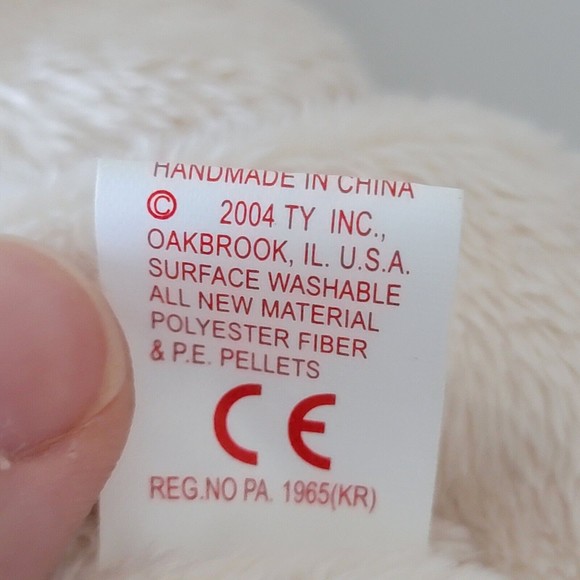 HANDMADE IN CHINA
© 2004 TY INC.,
OAKBROOK, IL. U.S.A.
SURFACE WASHABLE
ALL NEW MATERIAL
POLYESTER FIBER
& P.E. PELLETS
CE
REG.NO PA. 1965(KR)